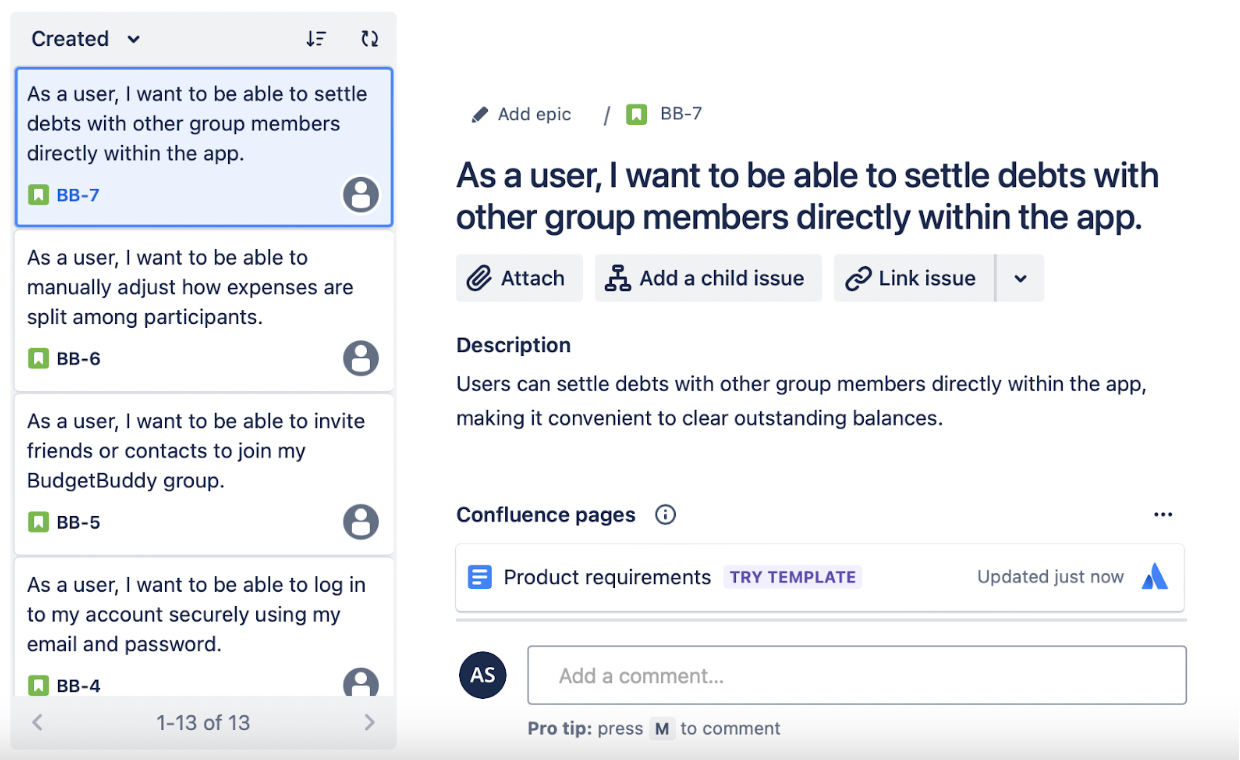 Created
As a user, I want to be able to settle
debts with other group members
directly within the app.
BB-7
As a user, I want to be able to
manually adjust how expenses are
split among participants.
BB-6
As a user, I want to be able to invite
friends or contacts to join my
BudgetBuddy group.
BB-5
As a user, I want to be able to log in
to my account securely using my
email and password.
BB-4
1-13 of 13
Add epic / BB-7
As a user, I want to be able to settle debts with
other group members directly within the app.
Attach Add a child issue Link issue
Description
Users can settle debts with other group members directly within the app,
making it convenient to clear outstanding balances.
Confluence pages
Product requirements TRY TEMPLATE Updated just now
AS Add a comment...
Pro tip: press M to comment